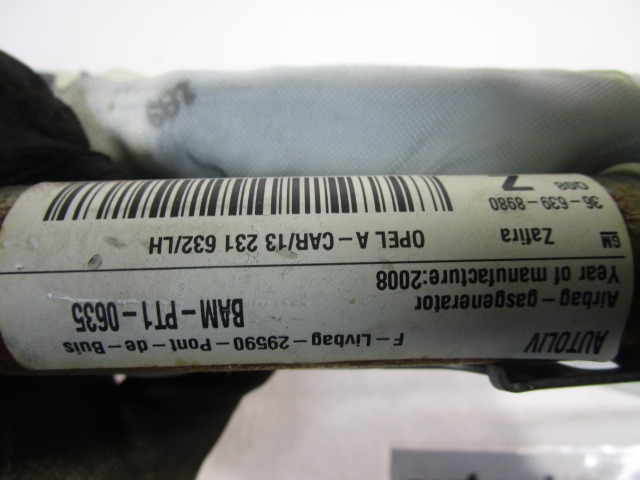 AUTOLIV
F-Livbag-29590-Pont-de-Buis
Airbag-gasgenerator
BAM-PT1-0635
Year of manufacture:2008
GM Zafira
OPEL A-CAR/13 231 632/LH
36-639-8980
008 7